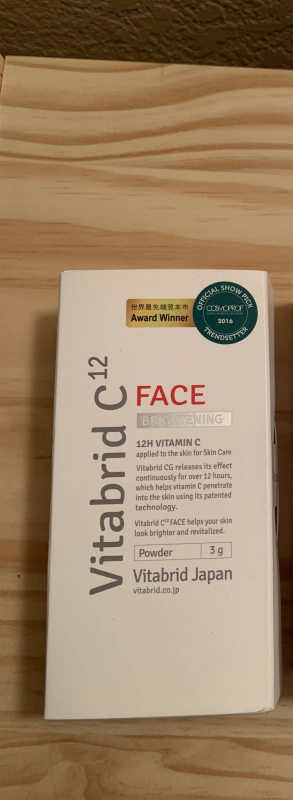 世界最先端見本市
Award Winner
OFFICIAL SHOW PICK
COSMOPROF
2016
TRENDSETTER
Vitabrid C12
FACE
BRIGHTENING
12H VITAMIN C
applied to the skin for Skin Care
Vitabrid CG releases its effect
continuously for over 12 hours,
which helps vitamin C penetrate
into the skin using its patented
technology.
Vitabrid C12 FACE helps your skin
look brighter and revitalized.
Powder 3 g
Vitabrid Japan
vitabrid.co.jp